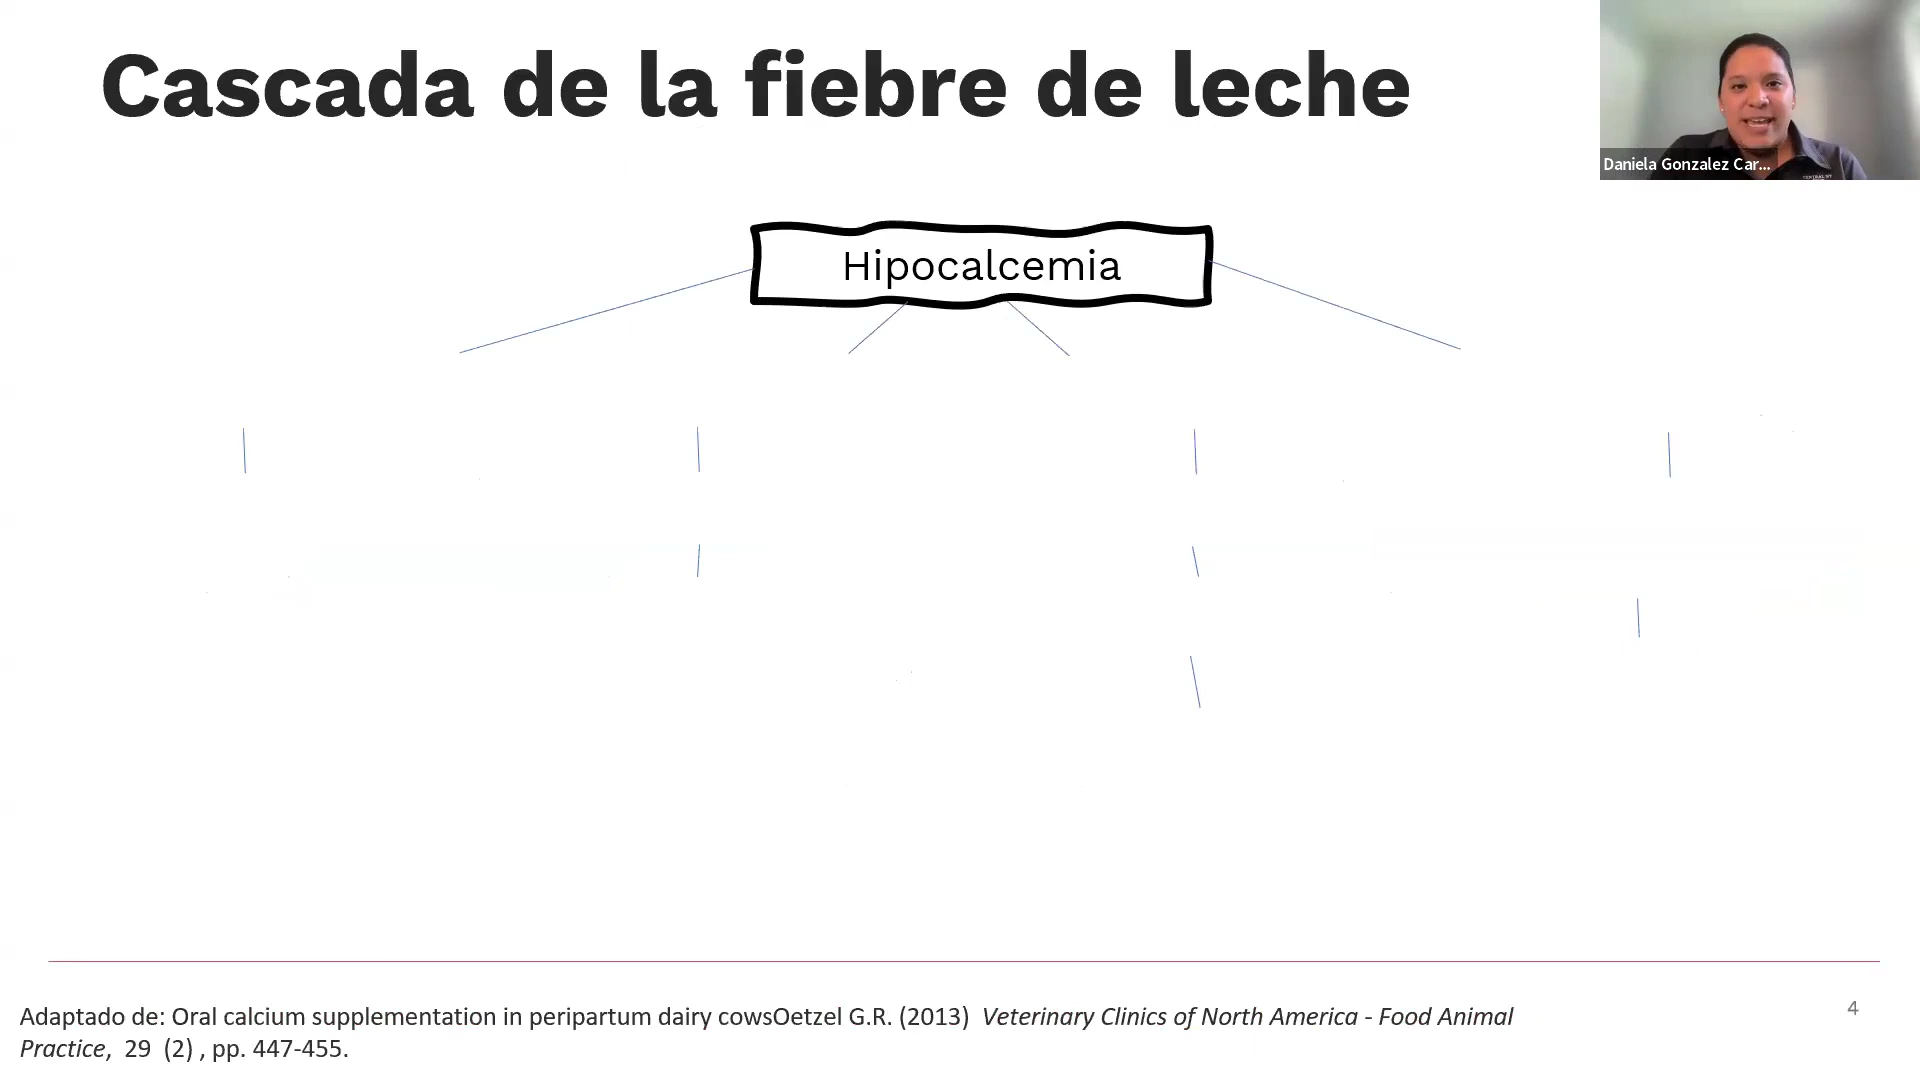 Cascada de la fiebre de leche
Daniela Gonzalez Car...
Hipocalcemia
Adaptado de: Oral calcium supplementation in peripartum dairy cowsOetzel G.R. (2013) Veterinary Clinics of North America - Food Animal
Practice, 29 (2) , pp. 447-455.
4